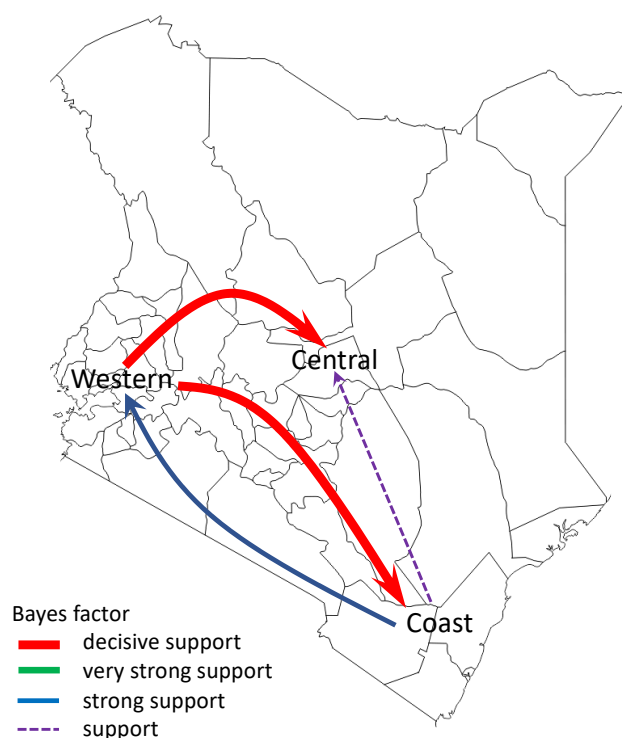 Central
Western
Coast
Bayes factor
decisive support
very strong support
strong support
support